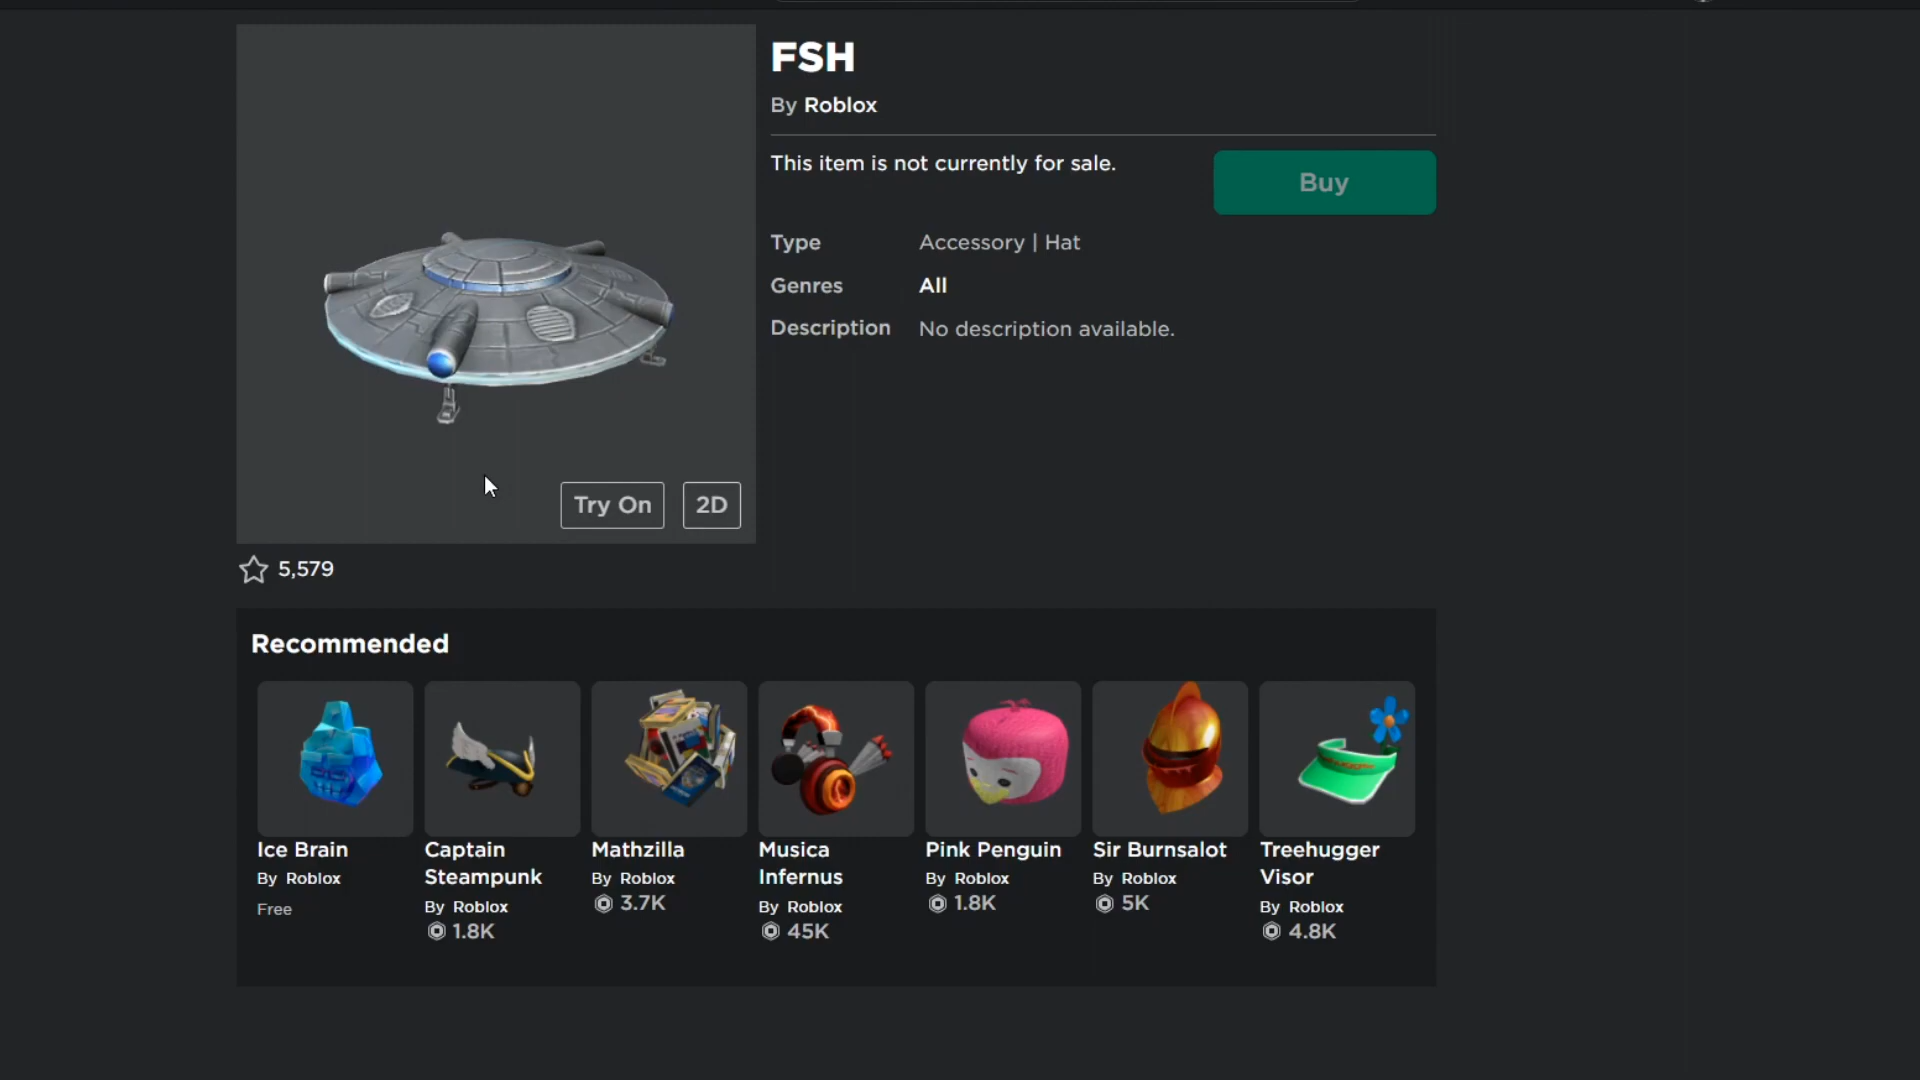 FSH
By Roblox
This item is not currently for sale.
Buy
Type Accessory | Hat
Genres All
Description No description available.
Try On
2D
5,579
Recommended
Ice Brain
By Roblox
Free
Captain
Steampunk
By Roblox
1.8K
Mathzilla
By Roblox
3.7K
Musica
Infernus
By Roblox
45K
Pink Penguin
By Roblox
1.8K
Sir Burnsalot
By Roblox
5K
Treehugger
Visor
By Roblox
4.8K